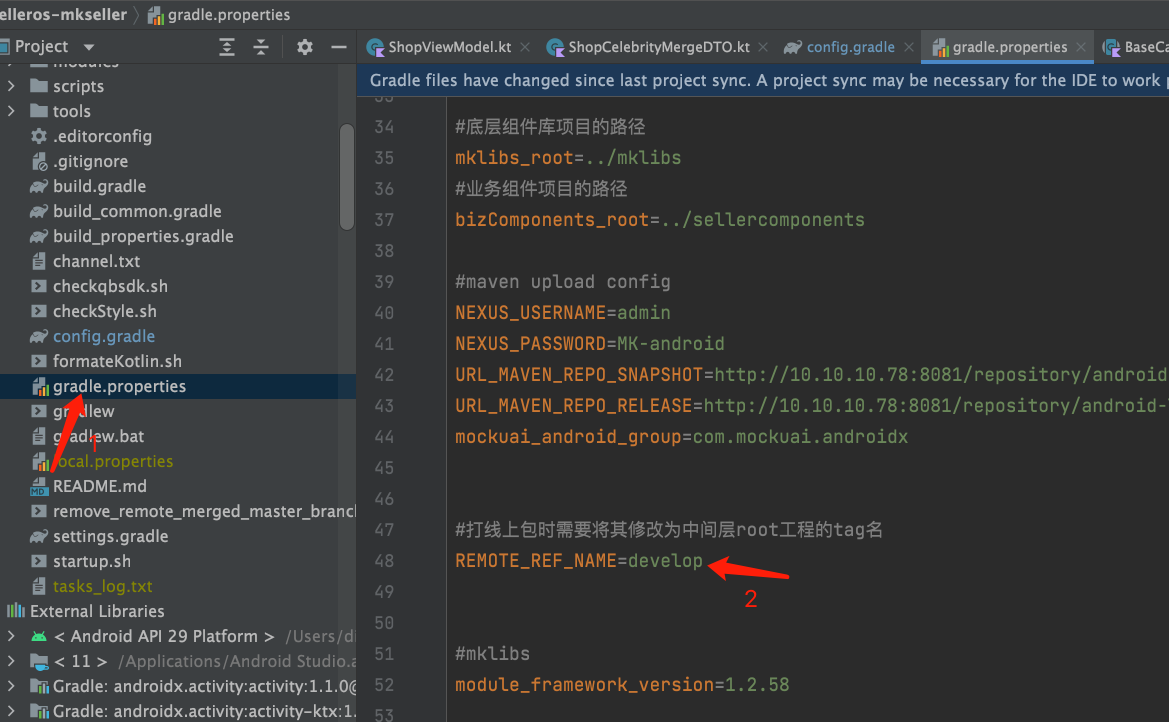 elleros-mkseller
gradle.properties
Project
ShopViewModel.kt
ShopCelebrityMergeDTO.kt
config.gradle
gradle.properties
BaseCa
Gradle files have changed since last project sync. A project sync may be necessary for the IDE to work p
modules
scripts
tools
.editorconfig
.gitignore
build.gradle
build_common.gradle
build_properties.gradle
channel.txt
checkqbsdk.sh
checkStyle.sh
config.gradle
formateKotlin.sh
gradle.properties
gradlew
gradlew.bat
1
local.properties
README.md
remove_remote_merged_master_branc
settings.gradle
startup.sh
tasks_log.txt
External Libraries
< Android API 29 Platform > /Users/di
< 11 > /Applications/Android Studio.a
Gradle: androidx.activity:activity:1.1.0@
Gradle: androidx.activity:activity-ktx:1.
33
34 #底层组件库项目的路径
35 mklibs_root=../mklibs
36 #业务组件项目的路径
37 bizComponents_root=../sellercomponents
38
39 #maven upload config
40 NEXUS_USERNAME=admin
41 NEXUS_PASSWORD=MK-android
42 URL_MAVEN_REPO_SNAPSHOT=http://10.10.10.78:8081/repository/android
43 URL_MAVEN_REPO_RELEASE=http://10.10.10.78:8081/repository/android-
44 mockuai_android_group=com.mockuai.androidx
45
46
47 #打线上包时需要将其修改为中间层root工程的tag名
48 REMOTE_REF_NAME=develop
2
49
50
51 #mklibs
52 module_framework_version=1.2.58
53